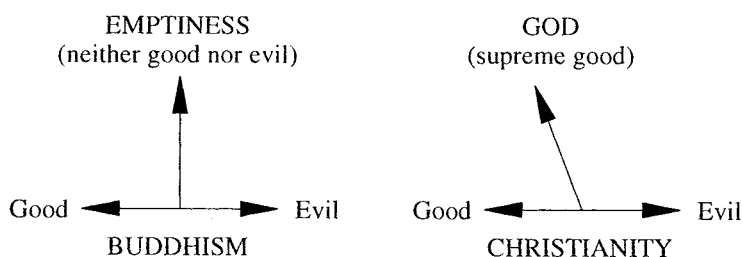 EMPTINESS
(neither good nor evil)
Good
Evil
BUDDHISM
GOD
(supreme good)
Good
Evil
CHRISTIANITY